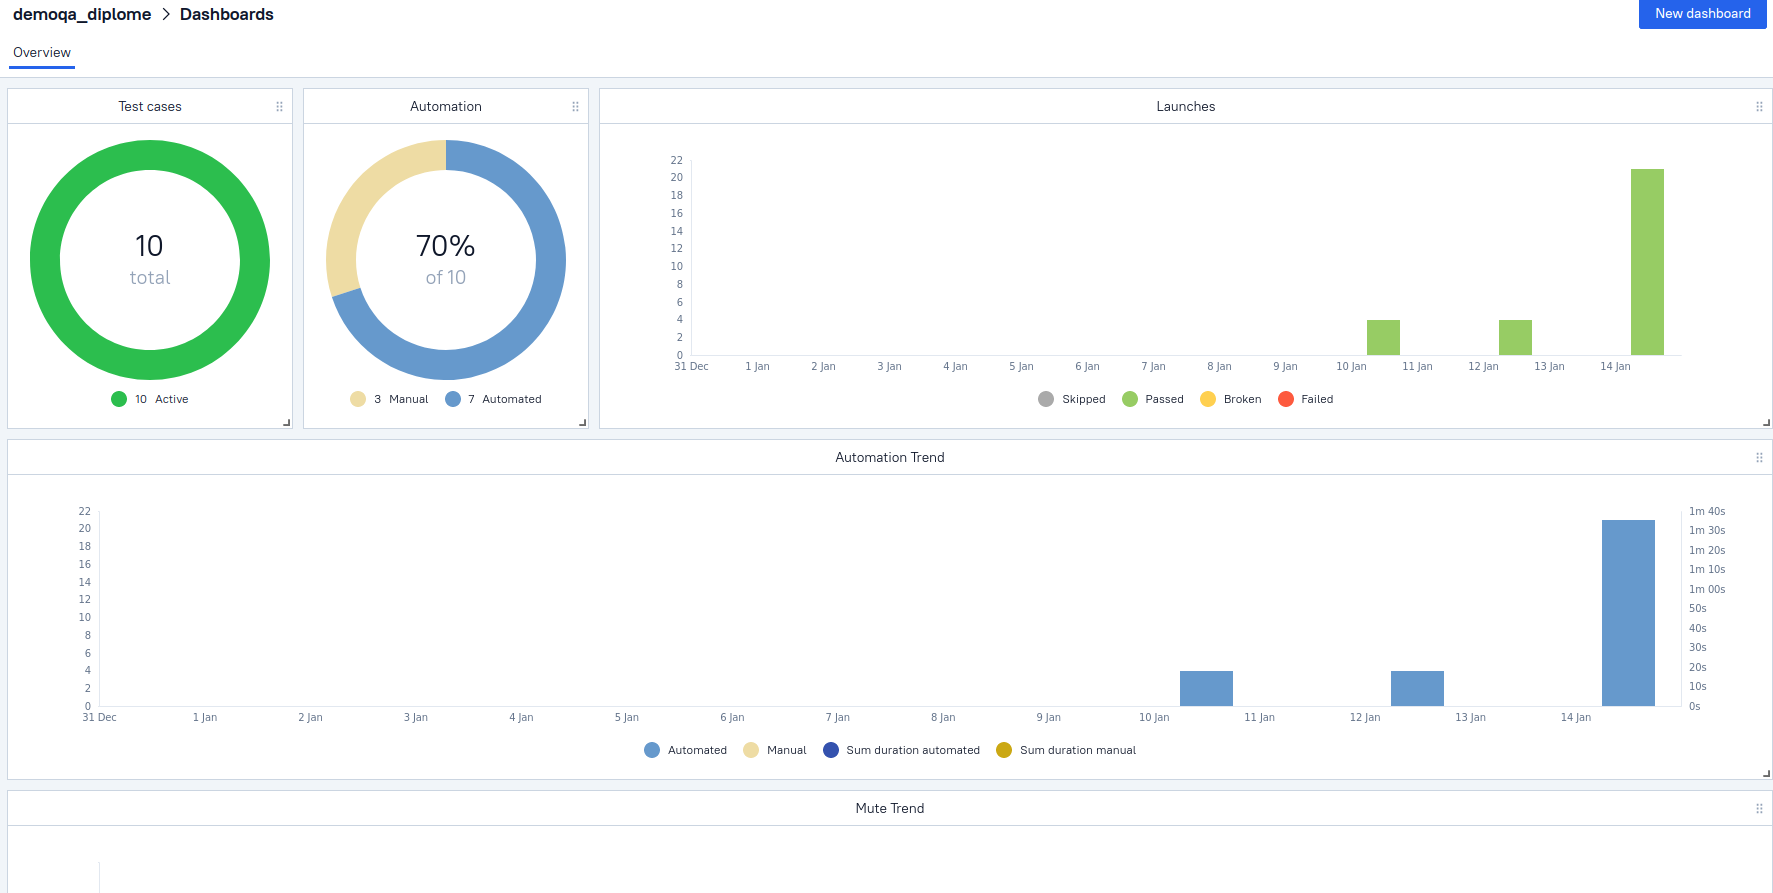 demoqa_diplome > Dashboards
New dashboard
Overview
Test cases
10
total
10 Active
Automation
70%
of 10
3 Manual 7 Automated
Launches
22
20
18
16
14
12
10
8
6
4
2
0
31 Dec 1 Jan 2 Jan 3 Jan 4 Jan 5 Jan 6 Jan 7 Jan 8 Jan 9 Jan 10 Jan 11 Jan 12 Jan 13 Jan 14 Jan
Skipped Passed Broken Failed
Automation Trend
22
20
18
16
14
12
10
8
6
4
2
0
1m 40s
1m 30s
1m 20s
1m 10s
1m 00s
50s
40s
30s
20s
10s
0s
31 Dec 1 Jan 2 Jan 3 Jan 4 Jan 5 Jan 6 Jan 7 Jan 8 Jan 9 Jan 10 Jan 11 Jan 12 Jan 13 Jan 14 Jan
Automated Manual Sum duration automated Sum duration manual
Mute Trend